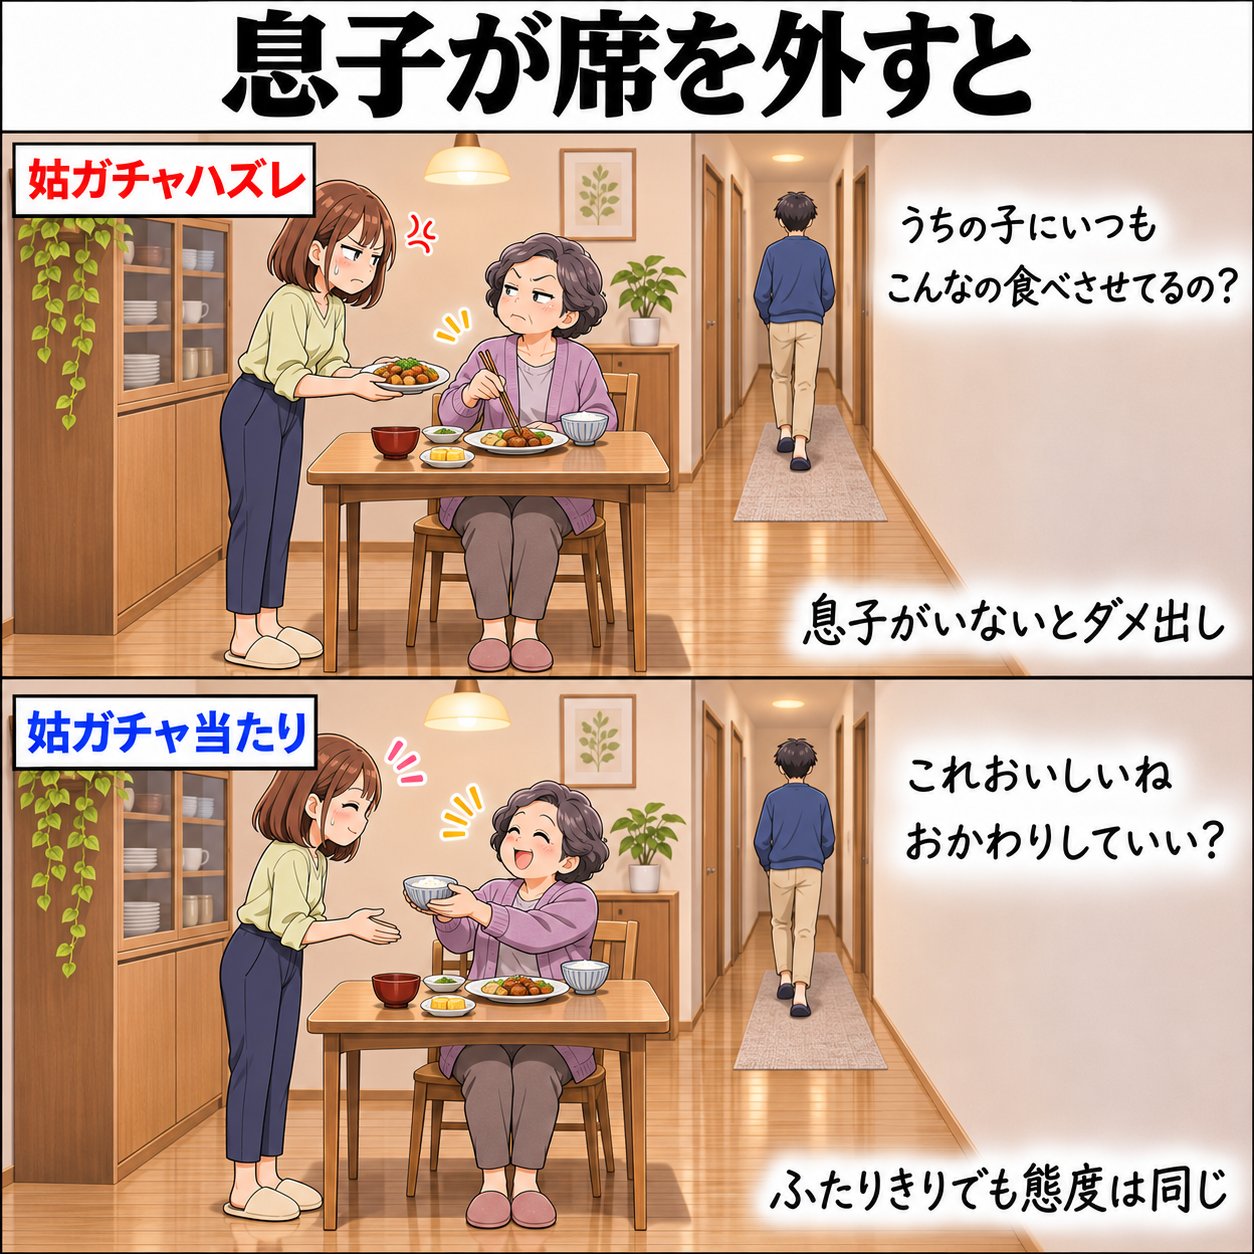 息子が席を外すと
姑ガチャハズレ
うちの子にいつも
こんなの食べさせてるの?
息子がいないとダメ出し
姑ガチャ当たり
これおいしいね
おかわりしていい?
ふたりきりでも態度は同じ